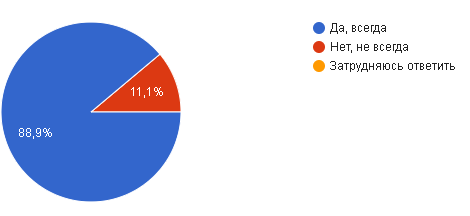 Да, всегда
Нет, не всегда
Затрудняюсь ответить
11,1%
88,9%